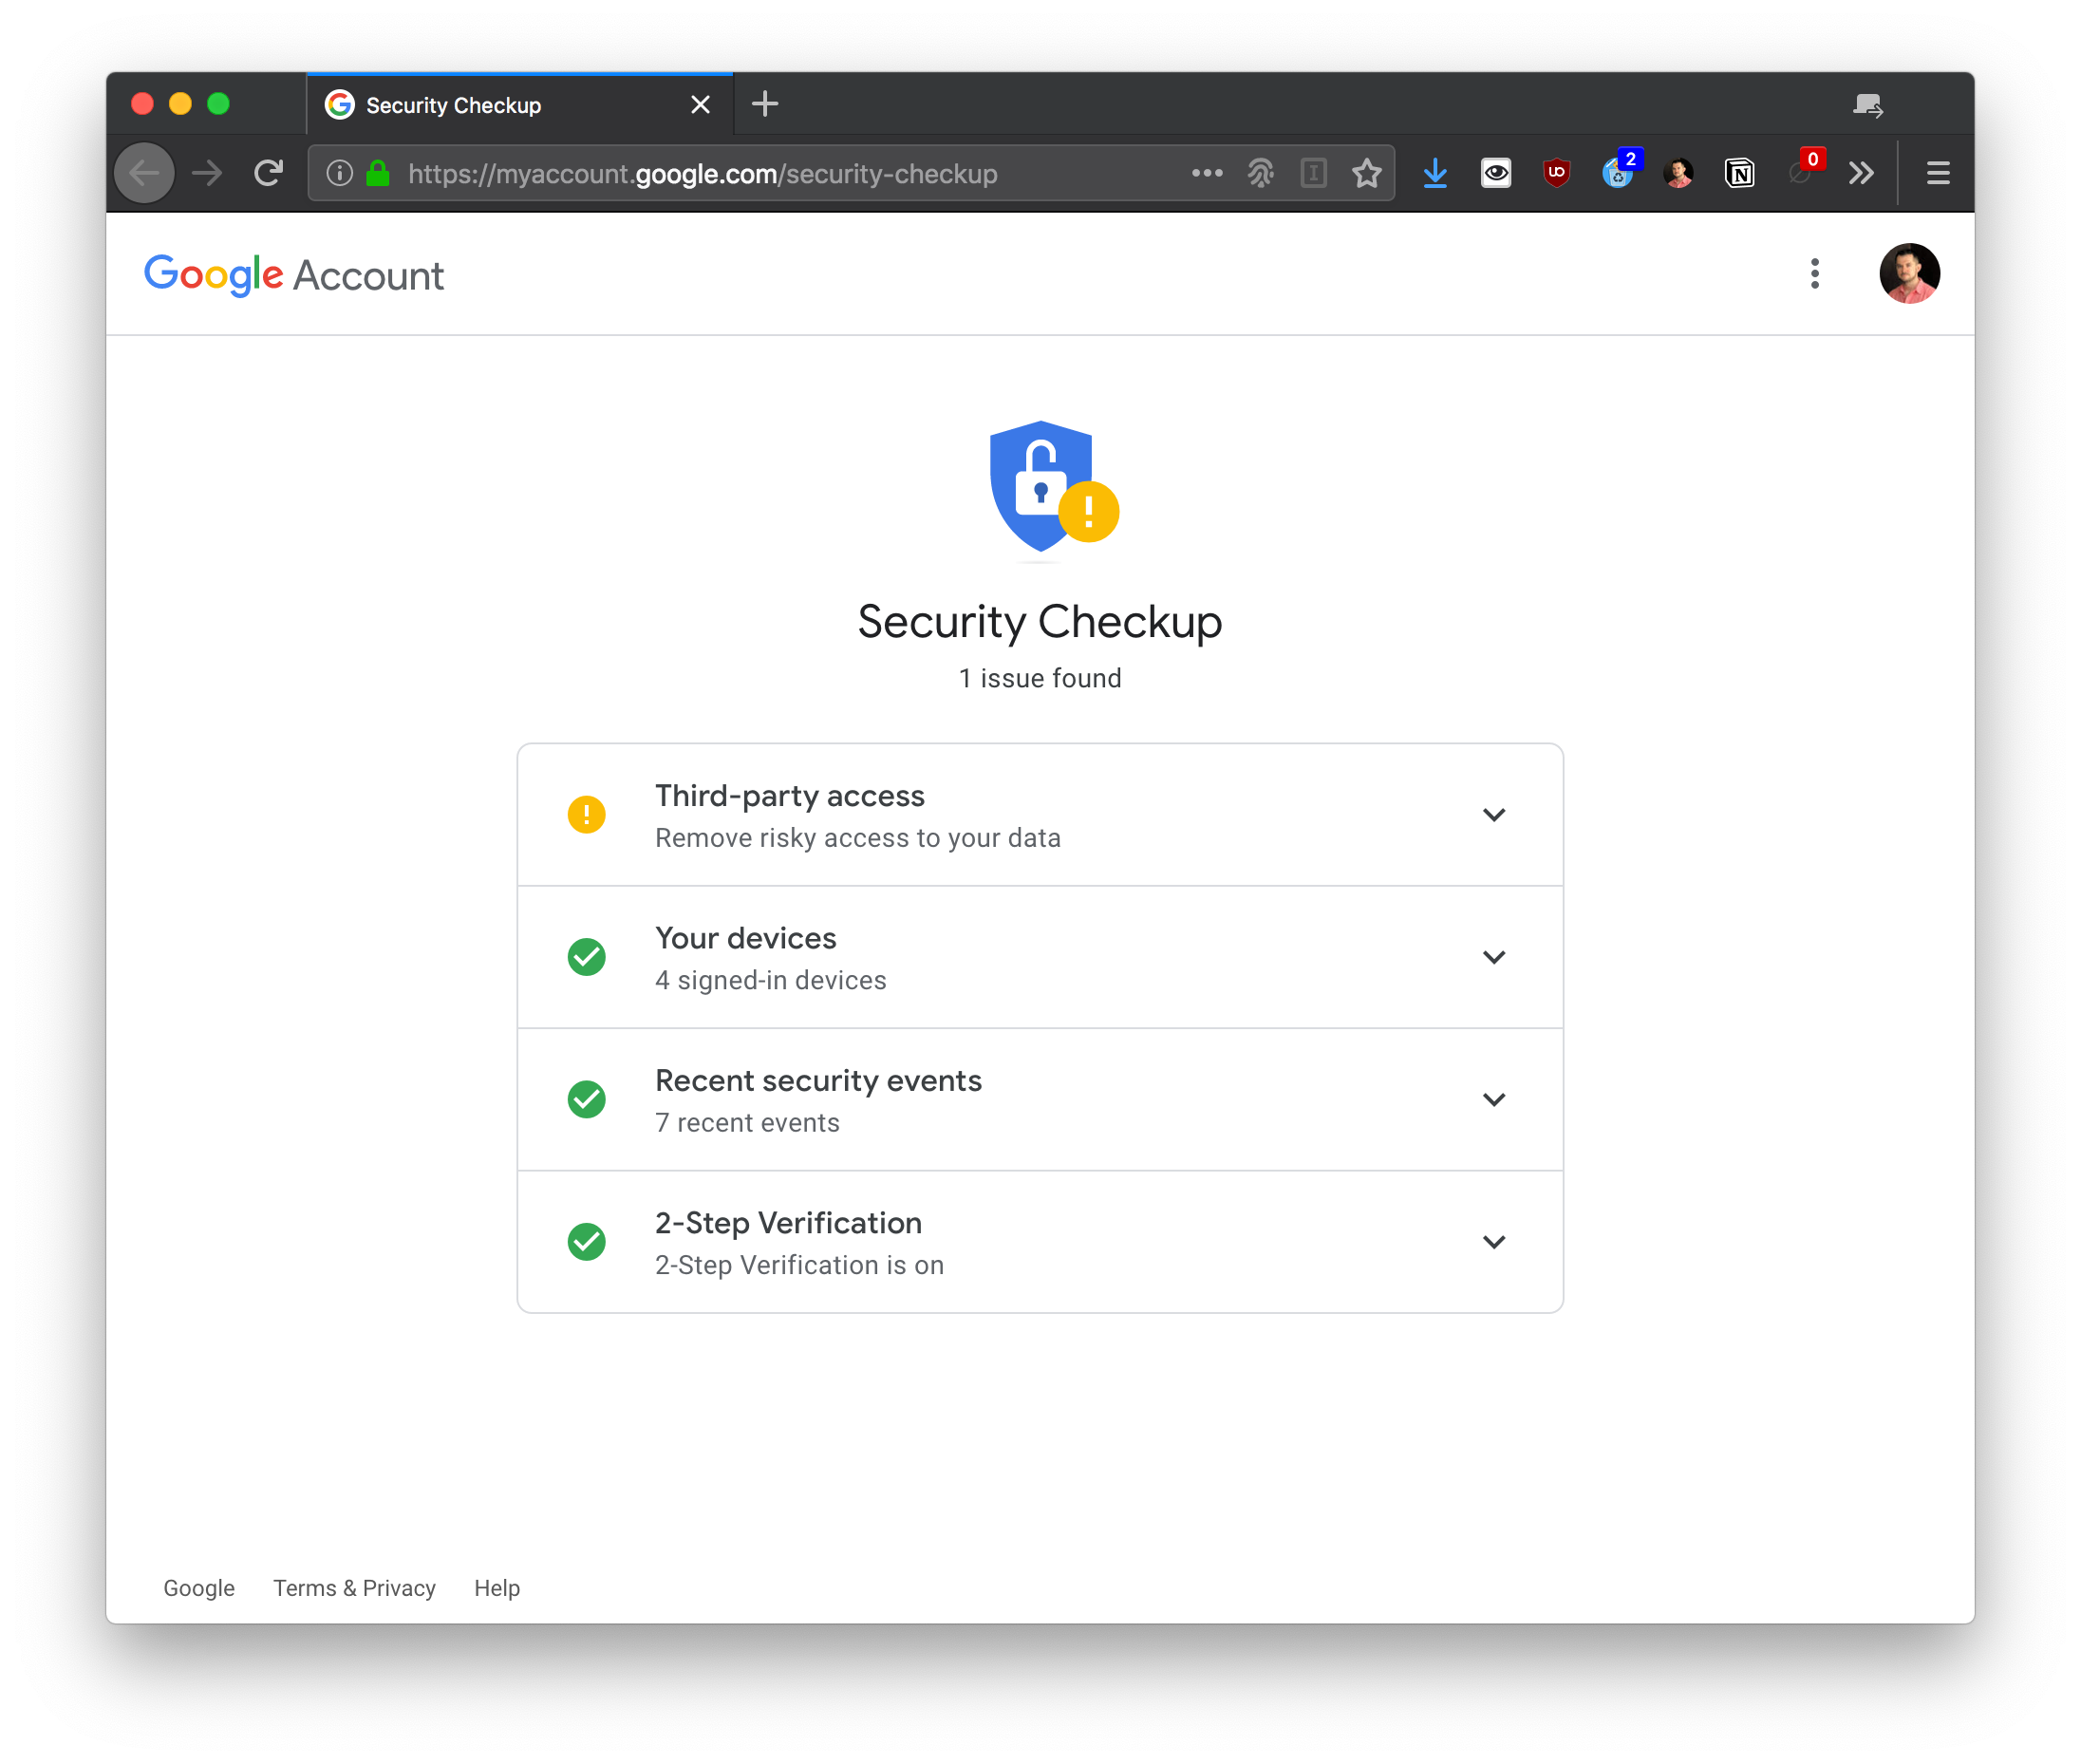 Security Checkup
https://myaccount.google.com/security-checkup
uo
2
N
0
Google Account
Security Checkup
1 issue found
Third-party access
Remove risky access to your data
Your devices
4 signed-in devices
Recent security events
7 recent events
2-Step Verification
2-Step Verification is on
Google Terms & Privacy Help